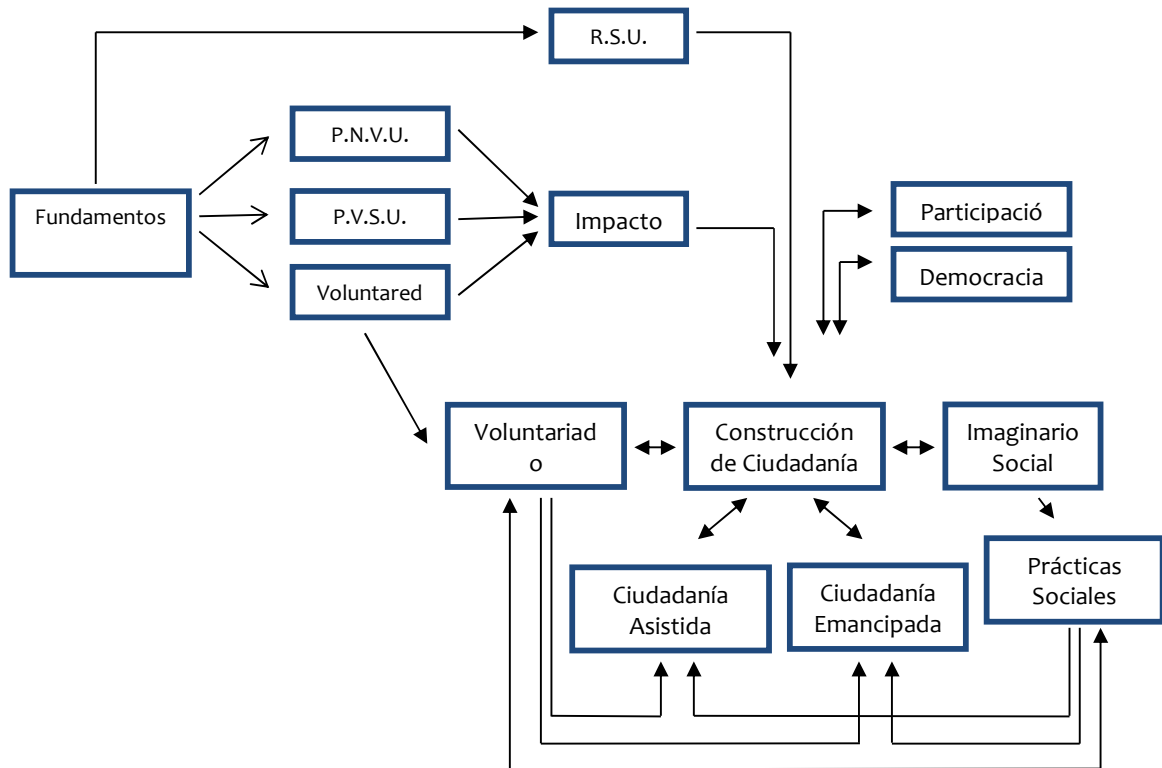 R.S.U.
P.N.V.U.
Fundamentos
P.V.S.U.
Impacto
Voluntared
Participació
Democracia
Voluntariad
o
Construcción
de Ciudadanía
Imaginario
Social
Ciudadanía
Asistida
Ciudadanía
Emancipada
Prácticas
Sociales